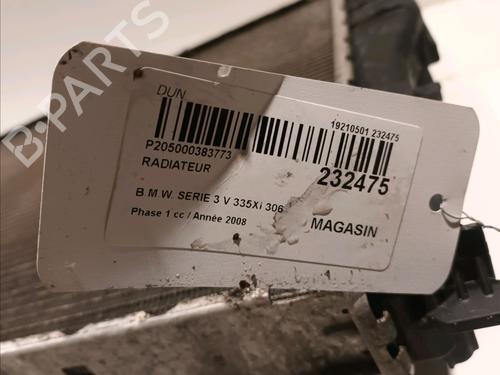 DUN
P205000383773
RADIATEUR
19210501 232475
232475
B M W SERIE 3 V 335Xi 306
Phase 1 cc / Année 2008
MAGASIN
B-PARTS